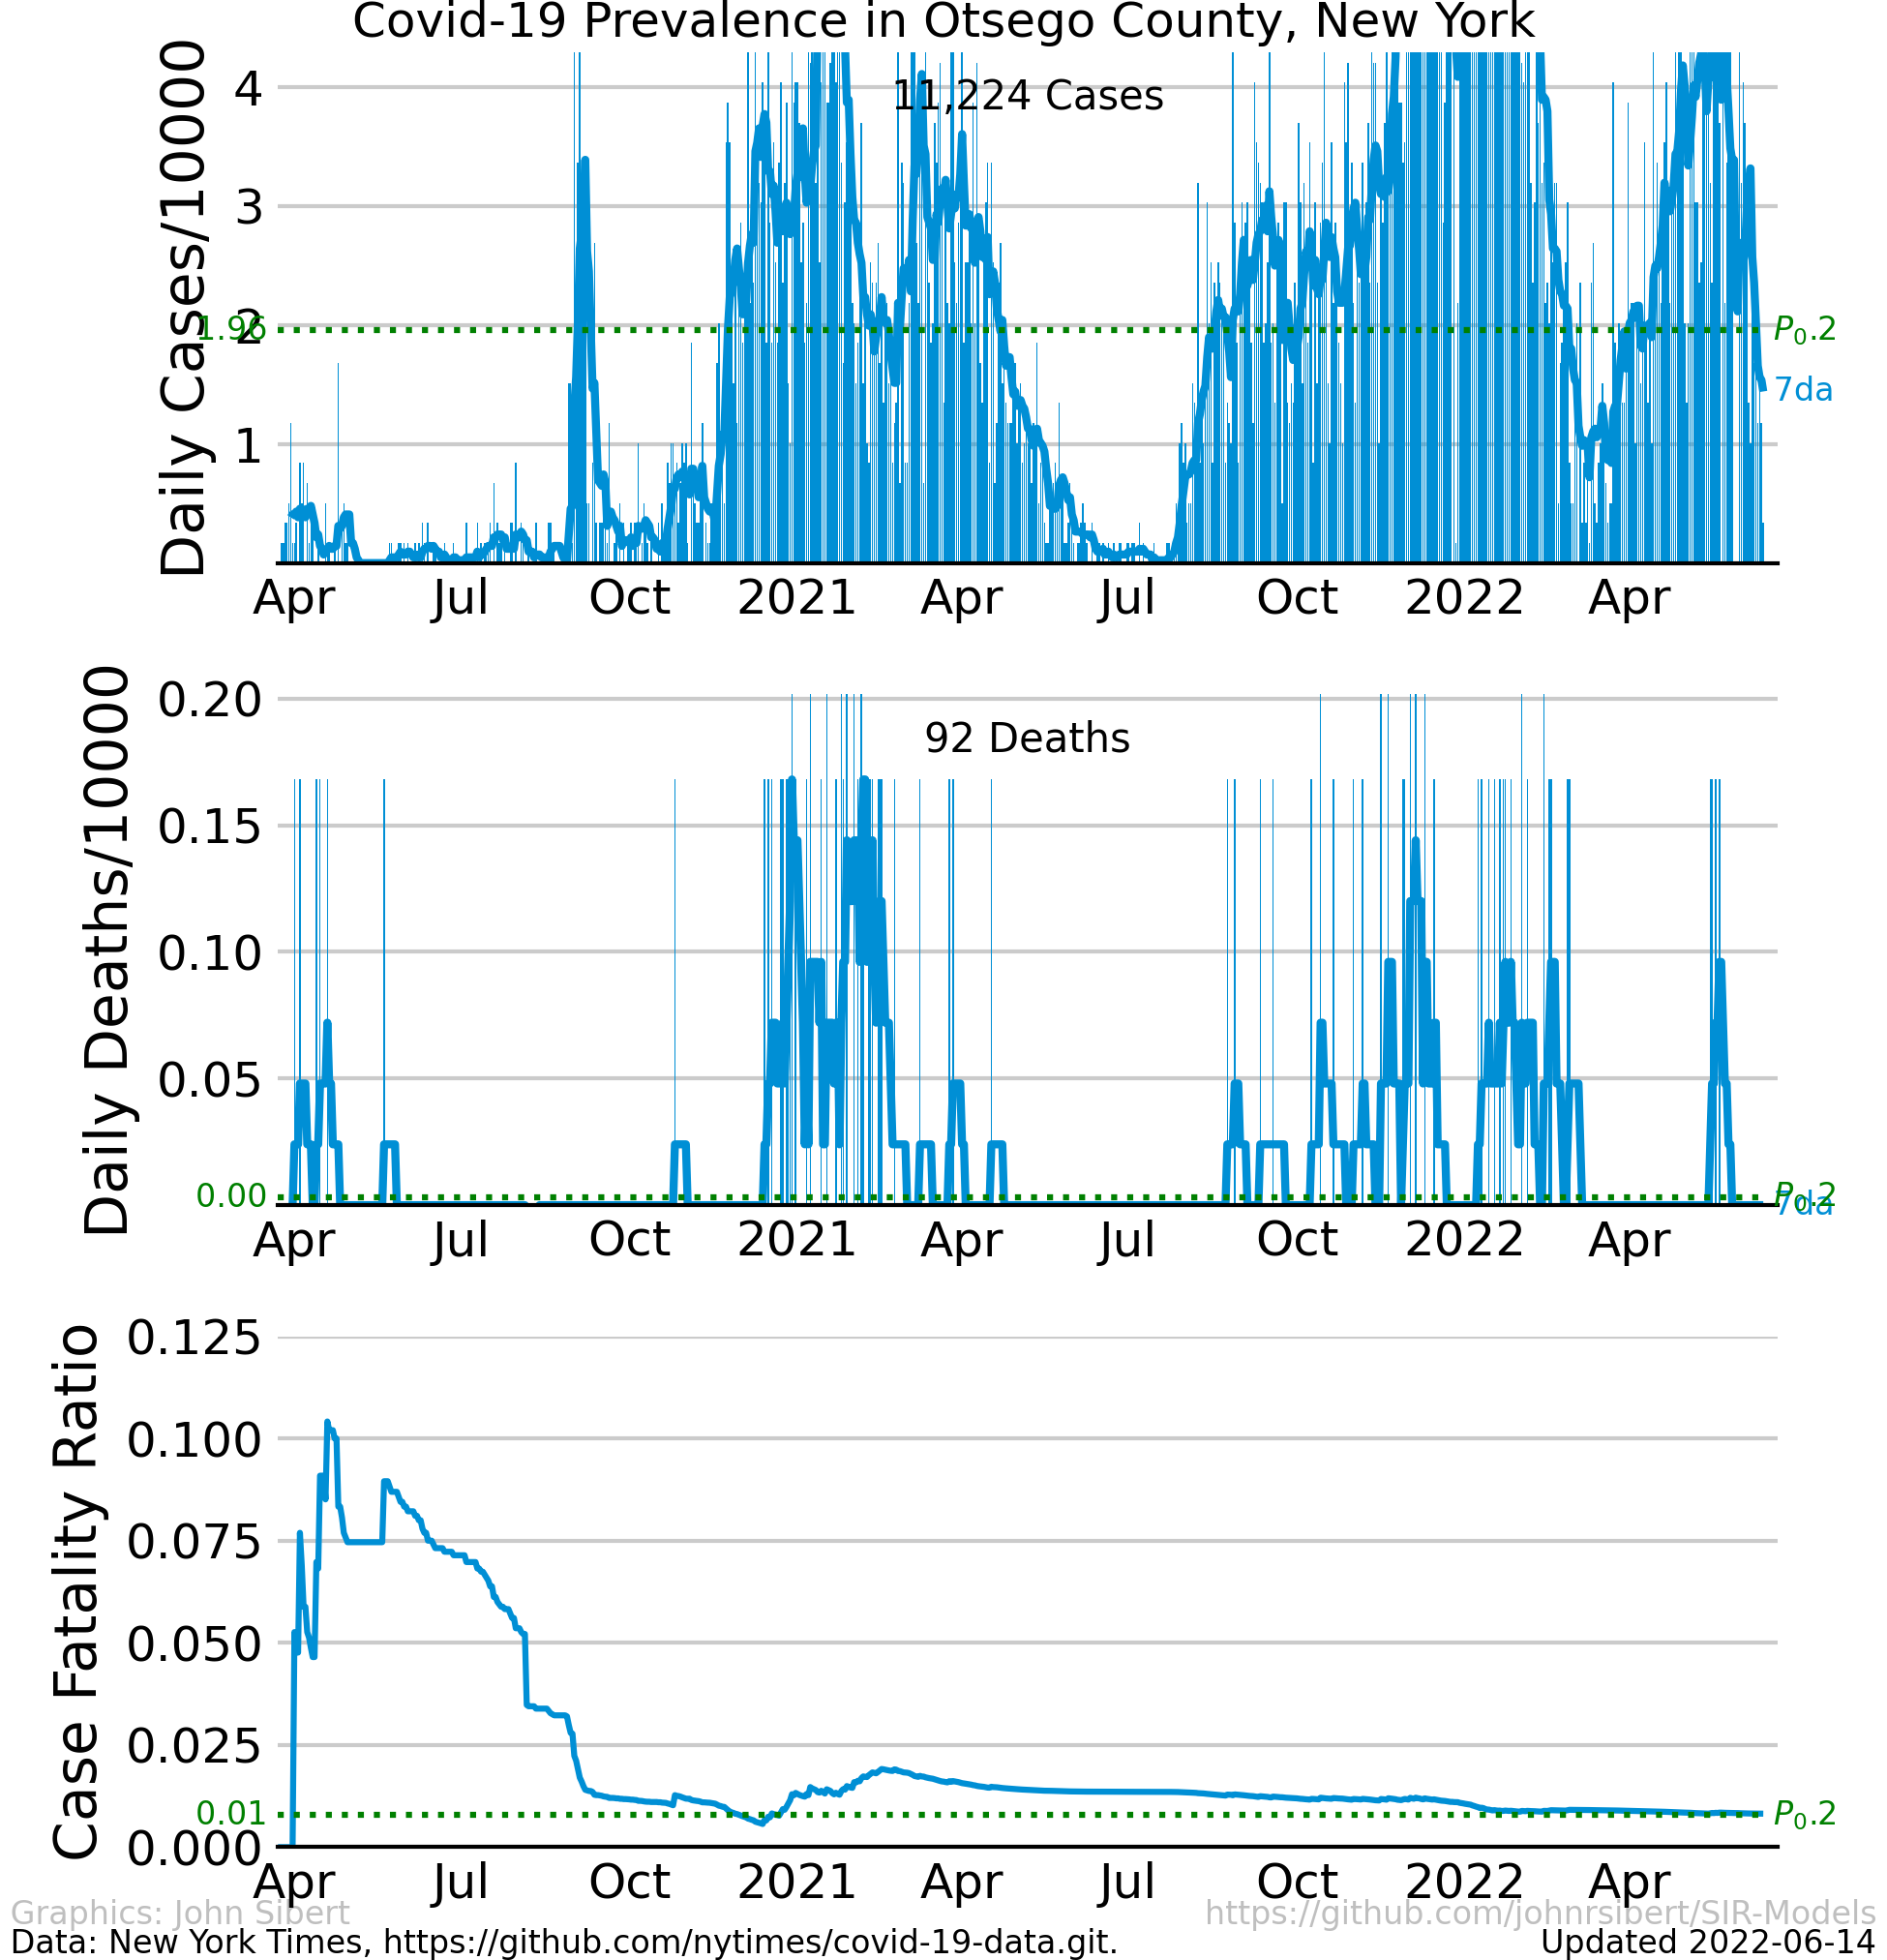 Covid-19 Prevalence in Otsego County, New York
Daily Cases/10000
4
3
2
1
1.96
11,224 Cases
P₀.2
7da
Apr Jul Oct 2021 Apr Jul Oct 2022 Apr
Daily Deaths/10000
0.20
0.15
0.10
0.05
0.00
92 Deaths
P₀.2
7da
Apr Jul Oct 2021 Apr Jul Oct 2022 Apr
Case Fatality Ratio
0.125
0.100
0.075
0.050
0.025
0.01
0.000
P₀.2
Apr Jul Oct 2021 Apr Jul Oct 2022 Apr
Graphics: John Sibert https://github.com/johnrsibert/SIR-Models
Data: New York Times, https://github.com/nytimes/covid-19-data.git. Updated 2022-06-14